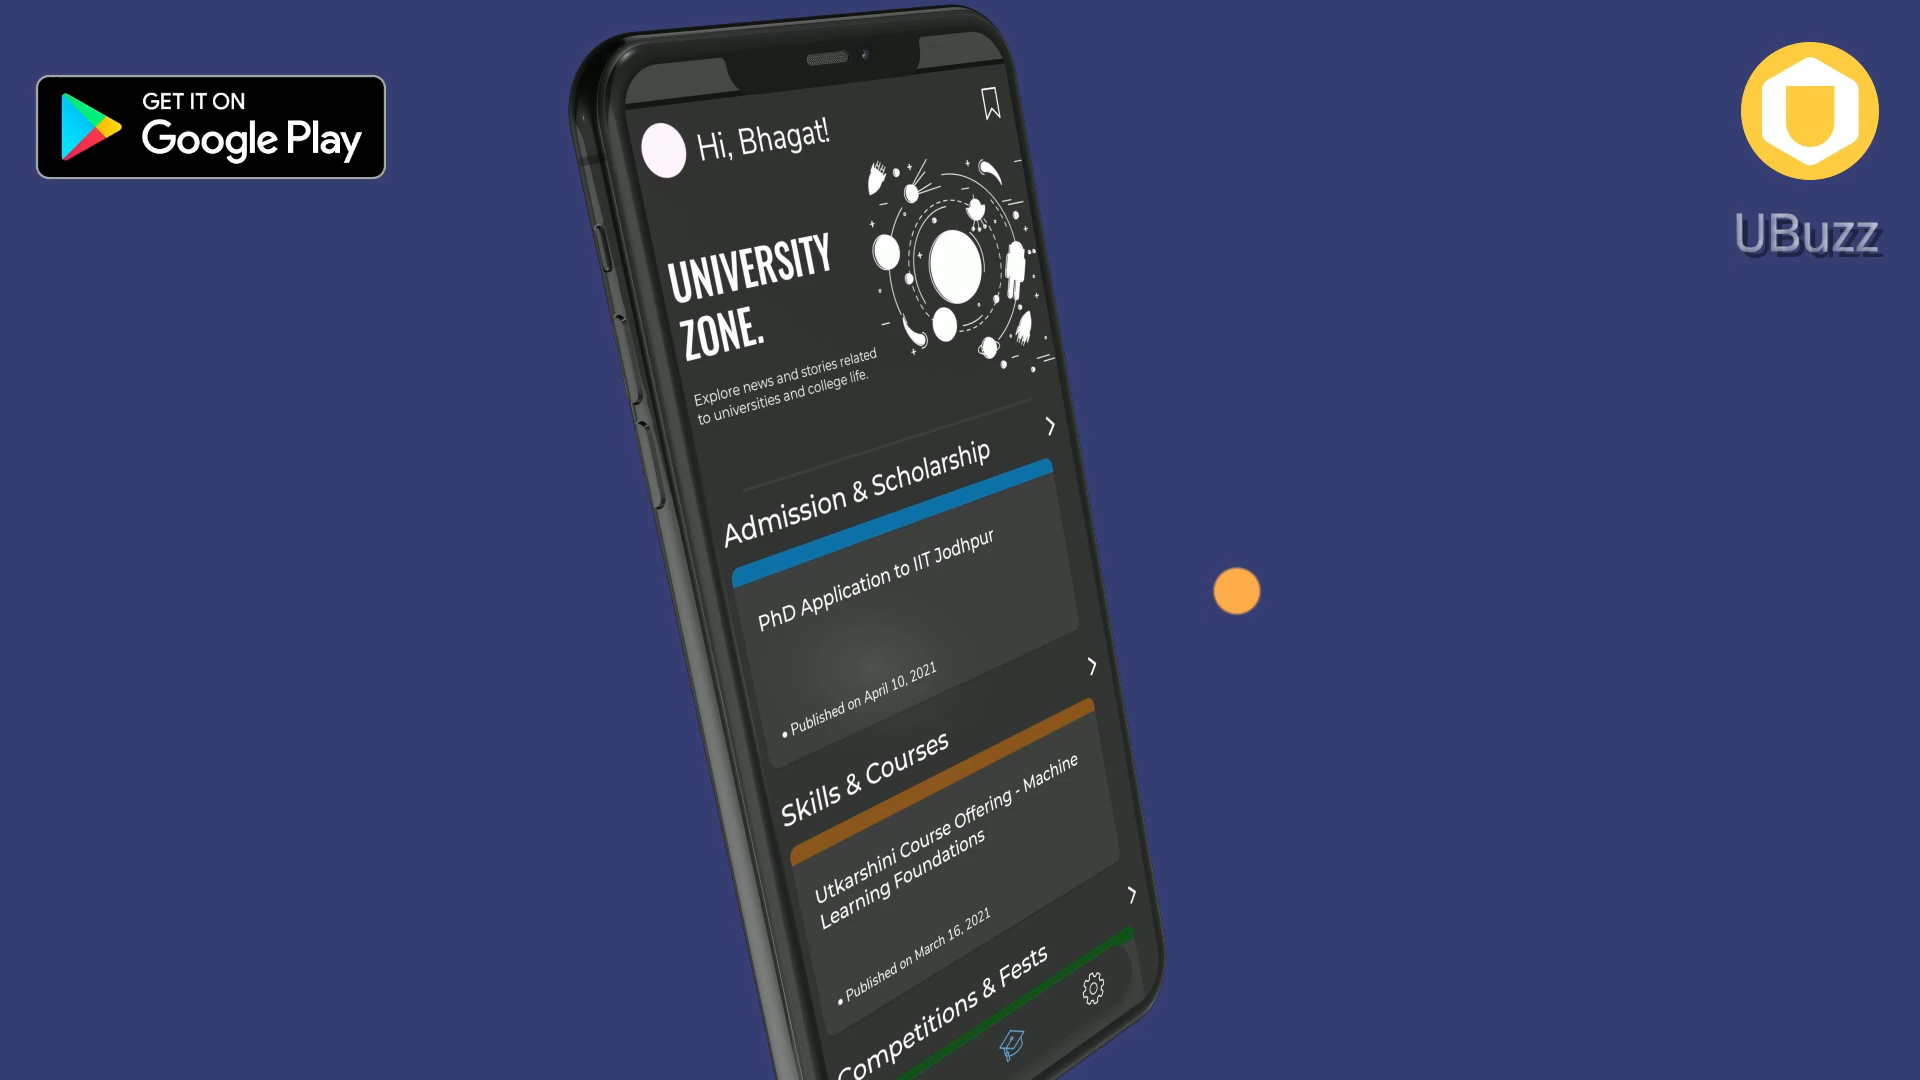 GET IT ON
Google Play
UBuzz
Hi, Bhagat!
UNIVERSITY
ZONE.
Explore news and stories related
to universities and college life.
Admission & Scholarship
PhD Application to IIT Jodhpur
• Published on April 10, 2021
Skills & Courses
Utkarshini Course Offering - Machine
Learning Foundations
• Published on March 16, 2021
Competitions & Fests